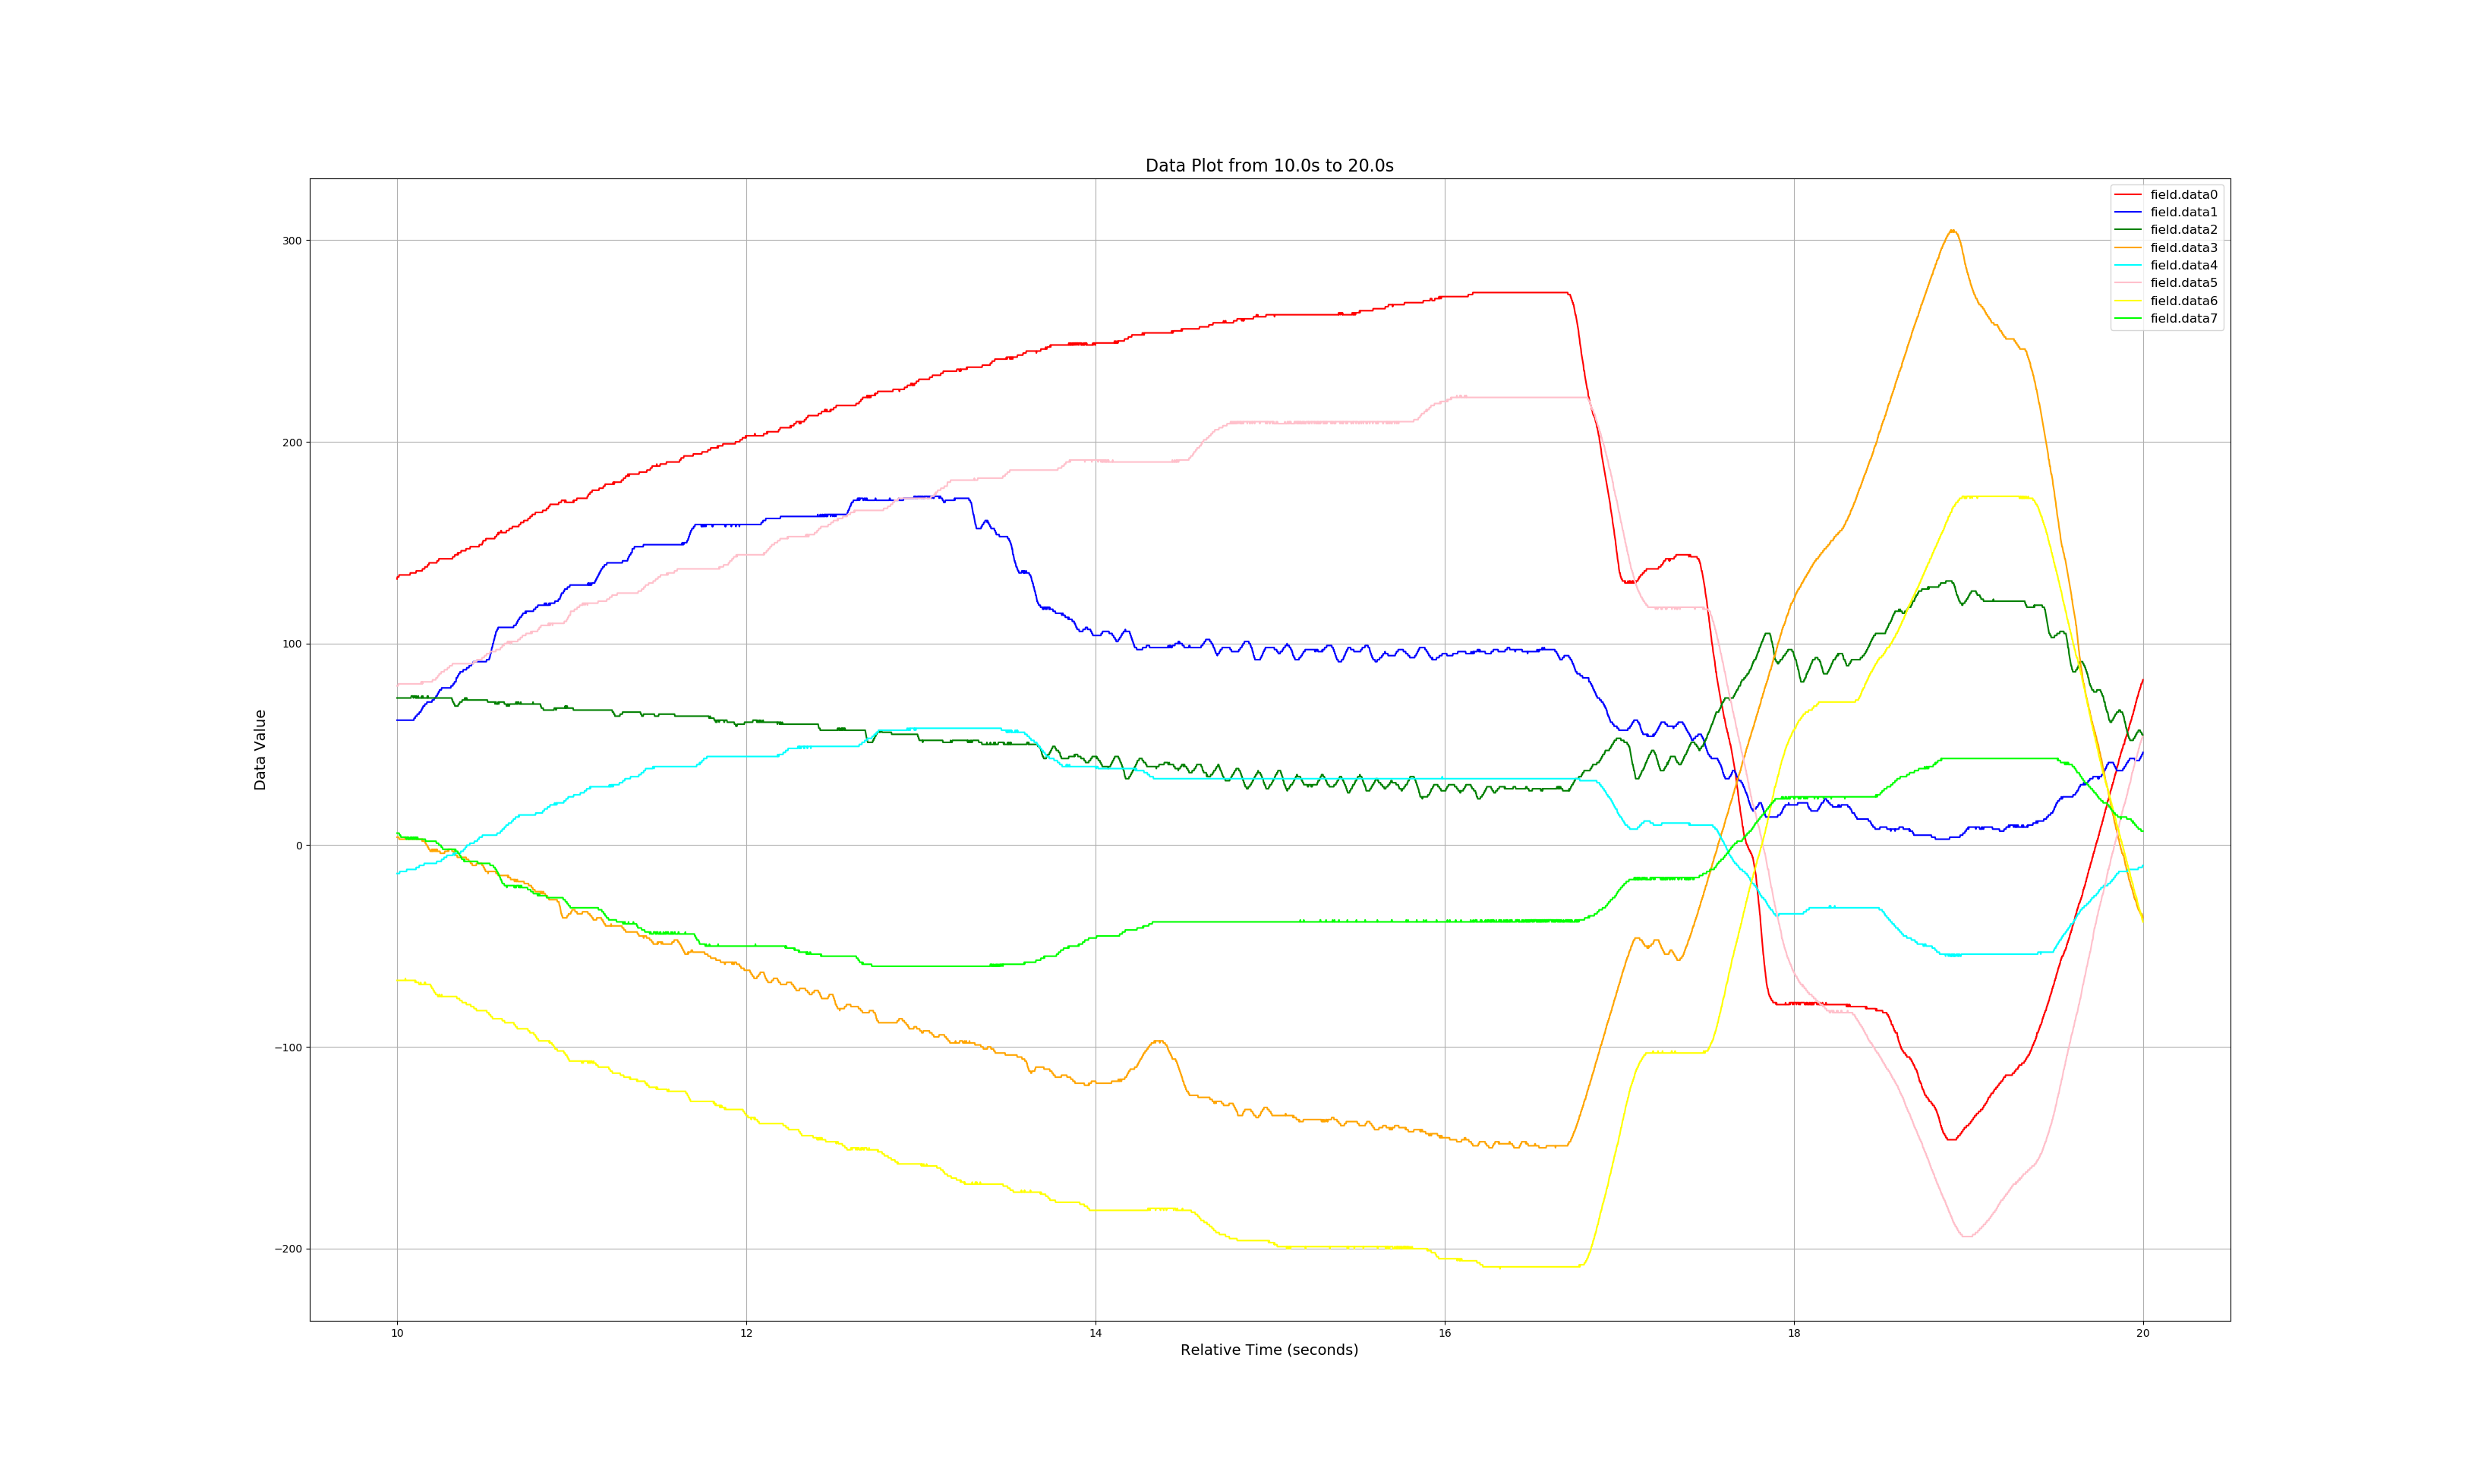 Data Plot from 10.0s to 20.0s
field.data0
field.data1
field.data2
field.data3
field.data4
field.data5
field.data6
field.data7
300
200
100
0
−100
−200
Data Value
10 12 14 16 18 20
Relative Time (seconds)